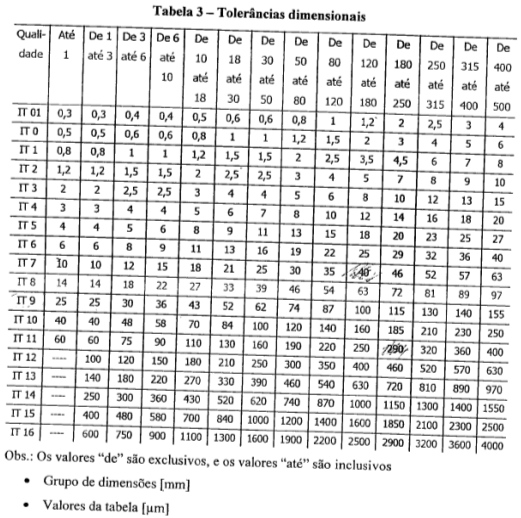 Tabela 3 – Tolerâncias dimensionais
Quali-dade | Até 1 | De 1 até 3 | De 3 até 6 | De 6 até 10 | De 10 até 18 | De 18 até 30 | De 30 até 50 | De 50 até 80 | De 80 até 120 | De 120 até 180 | De 180 até 250 | De 250 até 315 | De 315 até 400 | De 400 até 500
IT 01 0,3 0,3 0,4 0,4 0,5 0,6 0,6 0,8 1 1,2 2 2,5 3 4
IT 0 0,5 0,5 0,6 0,6 0,8 1 1 1,2 1,5 2 3 4 5 6
IT 1 0,8 0,8 1 1 1,2 1,5 1,5 2 2,5 3,5 4,5 6 7 8
IT 2 1,2 1,2 1,5 1,5 2 2,5 2,5 3 4 5 7 8 9 10
IT 3 2 2 2,5 2,5 3 4 4 5 6 8 10 12 13 15
IT 4 3 3 4 4 5 6 7 8 10 12 14 16 18 20
IT 5 4 4 5 6 8 9 11 13 15 18 20 23 25 27
IT 6 6 6 8 9 11 13 16 19 22 25 29 32 36 40
IT 7 10 10 12 15 18 21 25 30 35 40 46 52 57 63
IT 8 14 14 18 22 27 33 39 46 54 63 72 81 89 97
IT 9 25 25 30 36 43 52 62 74 87 100 115 130 140 155
IT 10 40 40 48 58 70 84 100 120 140 160 185 210 230 250
IT 11 60 60 75 90 110 130 160 190 220 250 290 320 360 400
IT 12 ---- 100 120 150 180 210 250 300 350 400 460 520 570 630
IT 13 ---- 140 180 220 270 330 390 460 540 630 720 810 890 970
IT 14 ---- 250 300 360 430 520 620 740 870 1000 1150 1300 1400 1550
IT 15 ---- 400 480 580 700 840 1000 1200 1400 1600 1850 2100 2300 2500
IT 16 ---- 600 750 900 1100 1300 1600 1900 2200 2500 2900 3200 3600 4000
Obs.: Os valores “de” são exclusivos, e os valores “até” são inclusivos
• Grupo de dimensões [mm]
• Valores da tabela [µm]